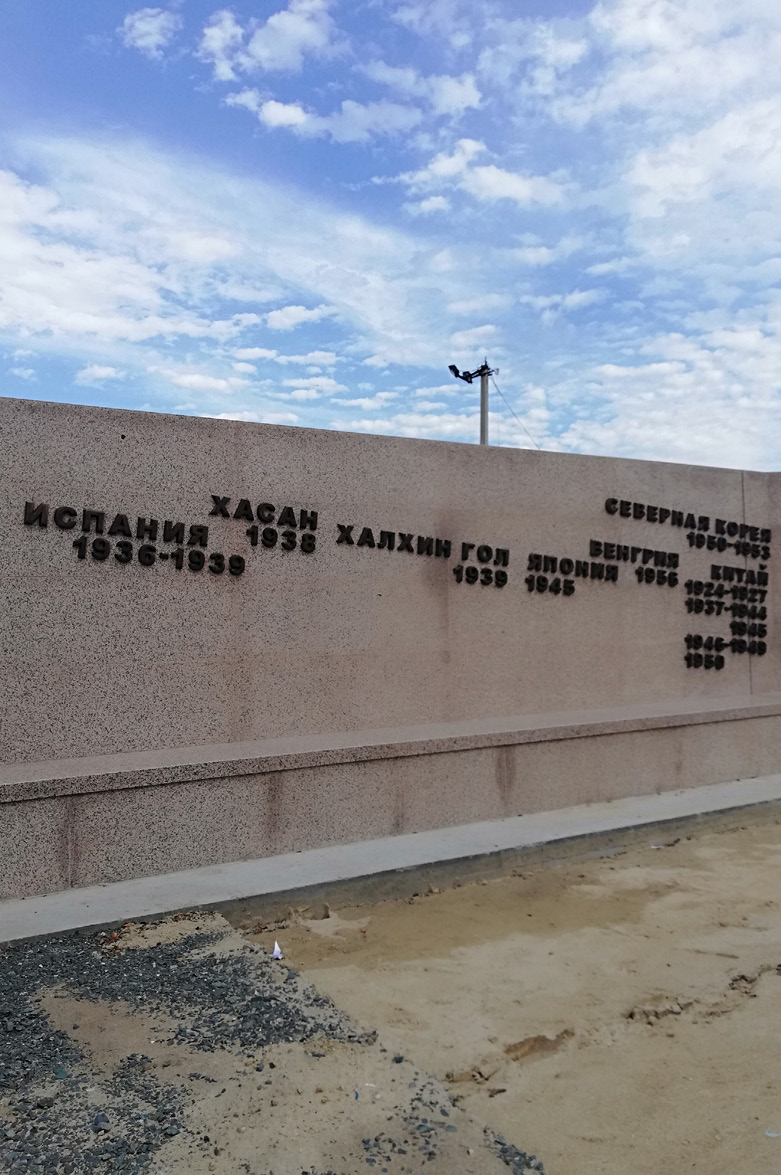 ИСПАНИЯ
1936-1939
ХАСАН
1938
ХАЛХИН ГОЛ
1939
ЯПОНИЯ
1945
ВЕНГРИЯ
1956
СЕВЕРНАЯ КОРЕЯ
1950-1953
КИТАЙ
1924-1927
1937-1944
1945
1946-1949
1950